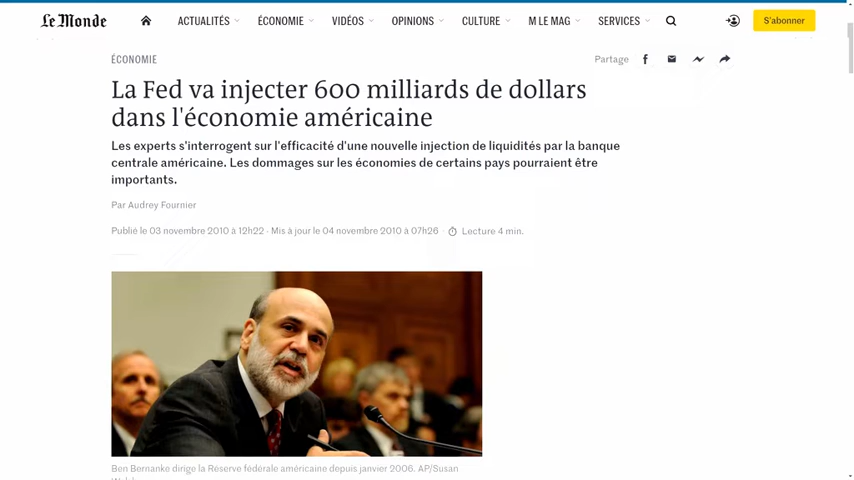 Le Monde
ACTUALITÉS ÉCONOMIE VIDÉOS OPINIONS CULTURE M LE MAG SERVICES S'abonner
ÉCONOMIE
Partage
La Fed va injecter 600 milliards de dollars
dans l'économie américaine
Les experts s'interrogent sur l'efficacité d'une nouvelle injection de liquidités par la banque
centrale américaine. Les dommages sur les économies de certains pays pourraient être
importants.
Par Audrey Fournier
Publié le 03 novembre 2010 à 12h22 · Mis à jour le 04 novembre 2010 à 07h26 · Lecture 4 min.
Ben Bernanke dirige la Réserve fédérale américaine depuis janvier 2006. AP/Susan